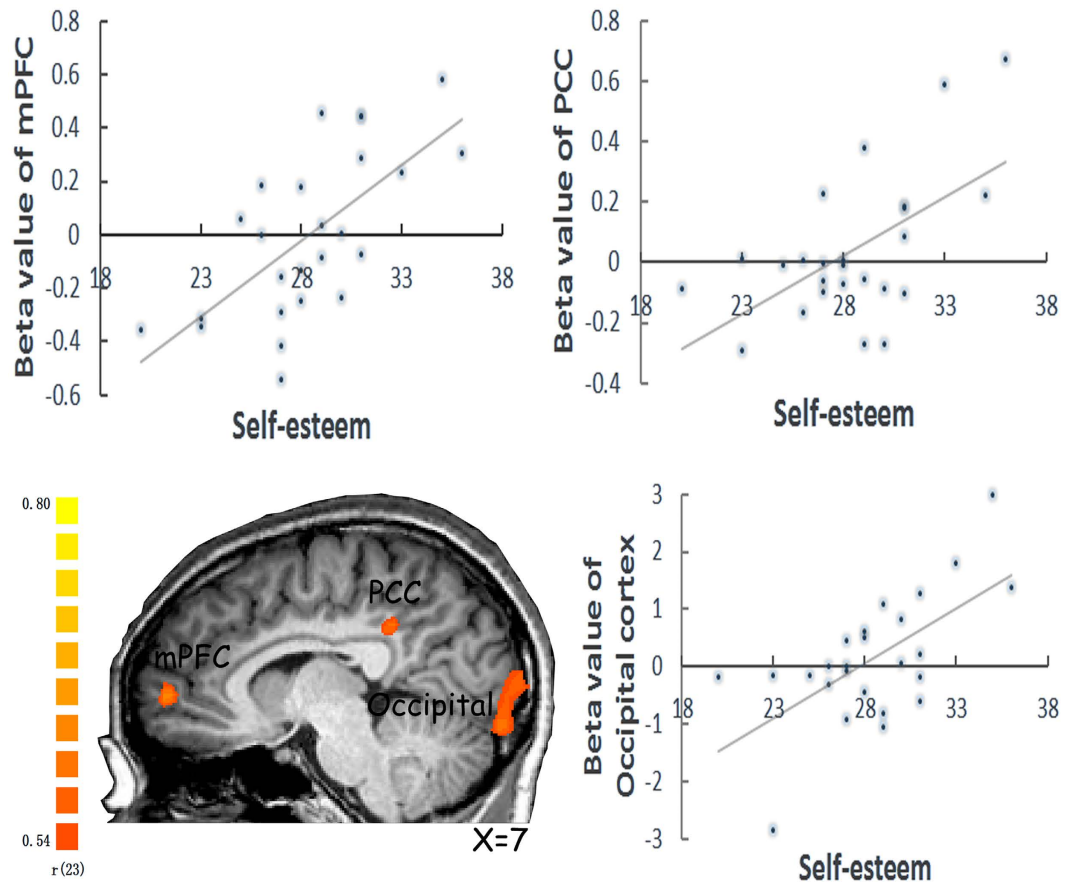 0.8
0.6
0.4
0.2
0
-0.2
-0.4
-0.6
18 23 28 33 38
Beta value of mPFC
Self-esteem
0.8
0.6
0.4
0.2
0
-0.2
-0.4
18 23 28 33 38
Beta value of PCC
Self-esteem
0.80
0.54
r(23)
PCC
mPFC
Occipital
X=7
3
2
1
0
-1
-2
-3
18 23 28 33 38
Beta value of
Occipital cortex
Self-esteem